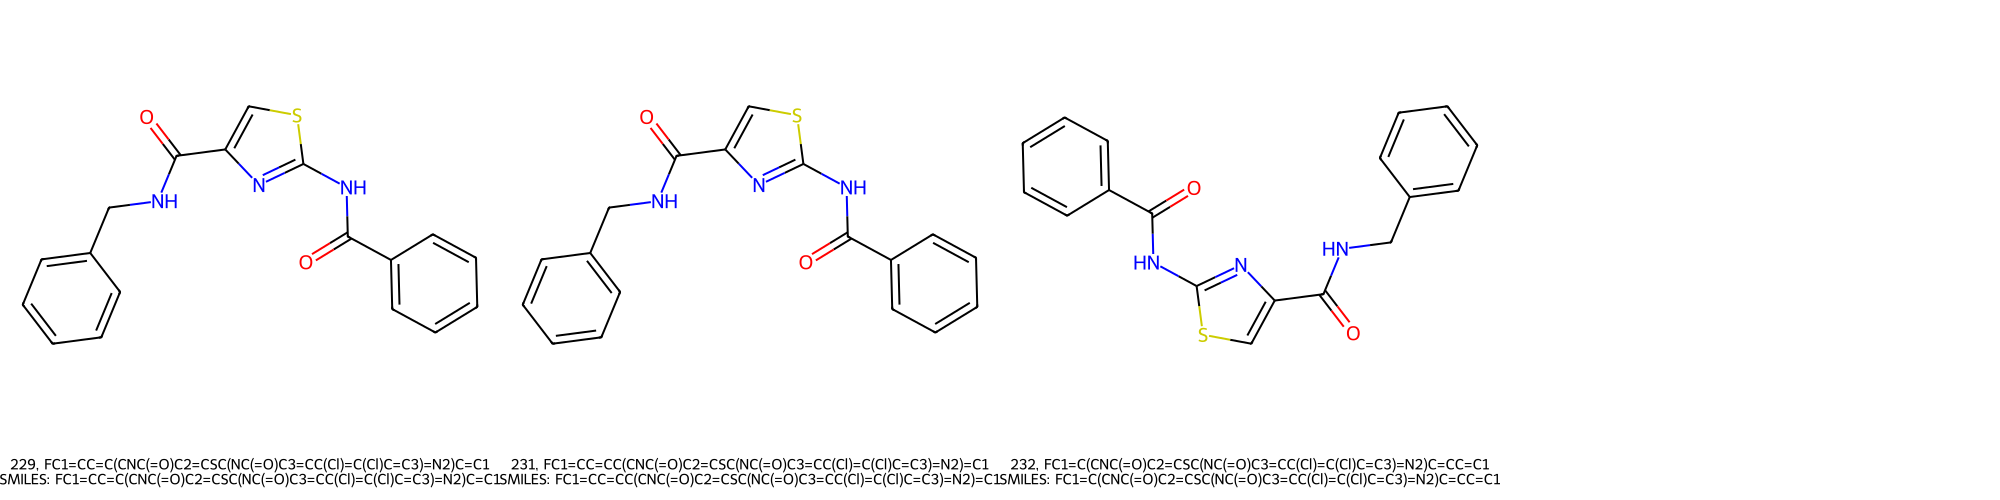 O S N NH NH O
O S N NH NH O
O HN N HN S O
229, FC1=CC=C(CNC(=O)C2=CSC(NC(=O)C3=CC(Cl)=C(Cl)C=C3)=N2)C=C1
SMILES: FC1=CC=C(CNC(=O)C2=CSC(NC(=O)C3=CC(Cl)=C(Cl)C=C3)=N2)C=C1
231, FC1=CC=CC(CNC(=O)C2=CSC(NC(=O)C3=CC(Cl)=C(Cl)C=C3)=N2)=C1
SMILES: FC1=CC=CC(CNC(=O)C2=CSC(NC(=O)C3=CC(Cl)=C(Cl)C=C3)=N2)=C1
232, FC1=C(CNC(=O)C2=CSC(NC(=O)C3=CC(Cl)=C(Cl)C=C3)=N2)C=CC=C1
SMILES: FC1=C(CNC(=O)C2=CSC(NC(=O)C3=CC(Cl)=C(Cl)C=C3)=N2)C=CC=C1